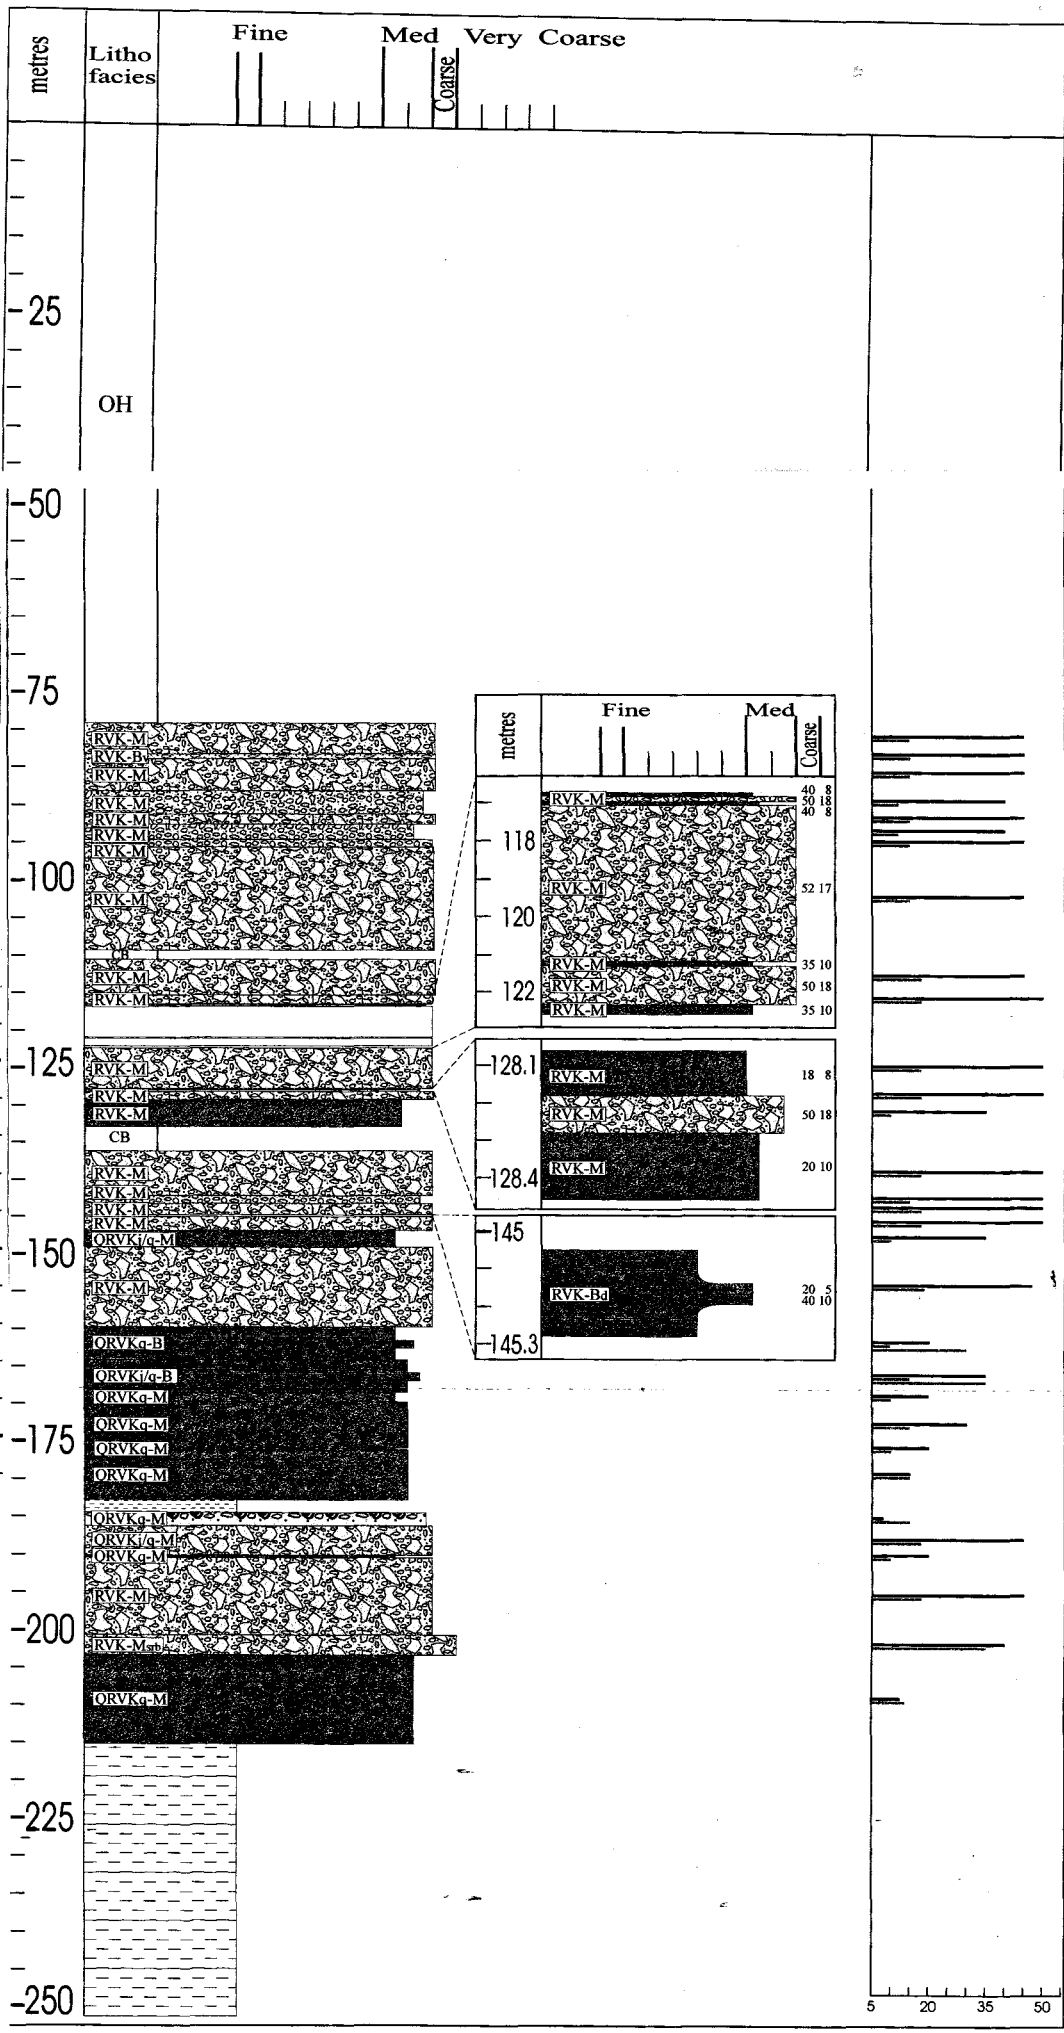 metres
Litho
facies
Fine
Med
Coarse
Very Coarse
25
OH
50
75
RVK-M
RVK-Bv
RVK-M
RVK-M
RVK-M
RVK-M
RVK-M
100
RVK-M
CB
RVK-M
RVK-M
125
RVK-M
RVK-M
RVK-M
CB
RVK-M
RVK-M
RVK-M
RVK-M
QRVKj/q-M
150
RVK-M
QRVKq-B
QRVKj/q-B
QRVKq-M
QRVKq-M
175
QRVKq-M
QRVKq-M
QRVKq-M
QRVKj/q-M
QRVKq-M
RVK-M
200
RVK-Msrb
QRVKq-M
225
250
metres
Fine
Med
Coarse
40 8
RVK-M 50 18
40 8
118
RVK-M 52 17
120
RVK-M 35 10
122 RVK-M 50 18
RVK-M 35 10
128.1 RVK-M 18 8
RVK-M 50 18
128.4 RVK-M 20 10
145
RVK-Bd 20 5
40 10
145.3
5 20 35 50